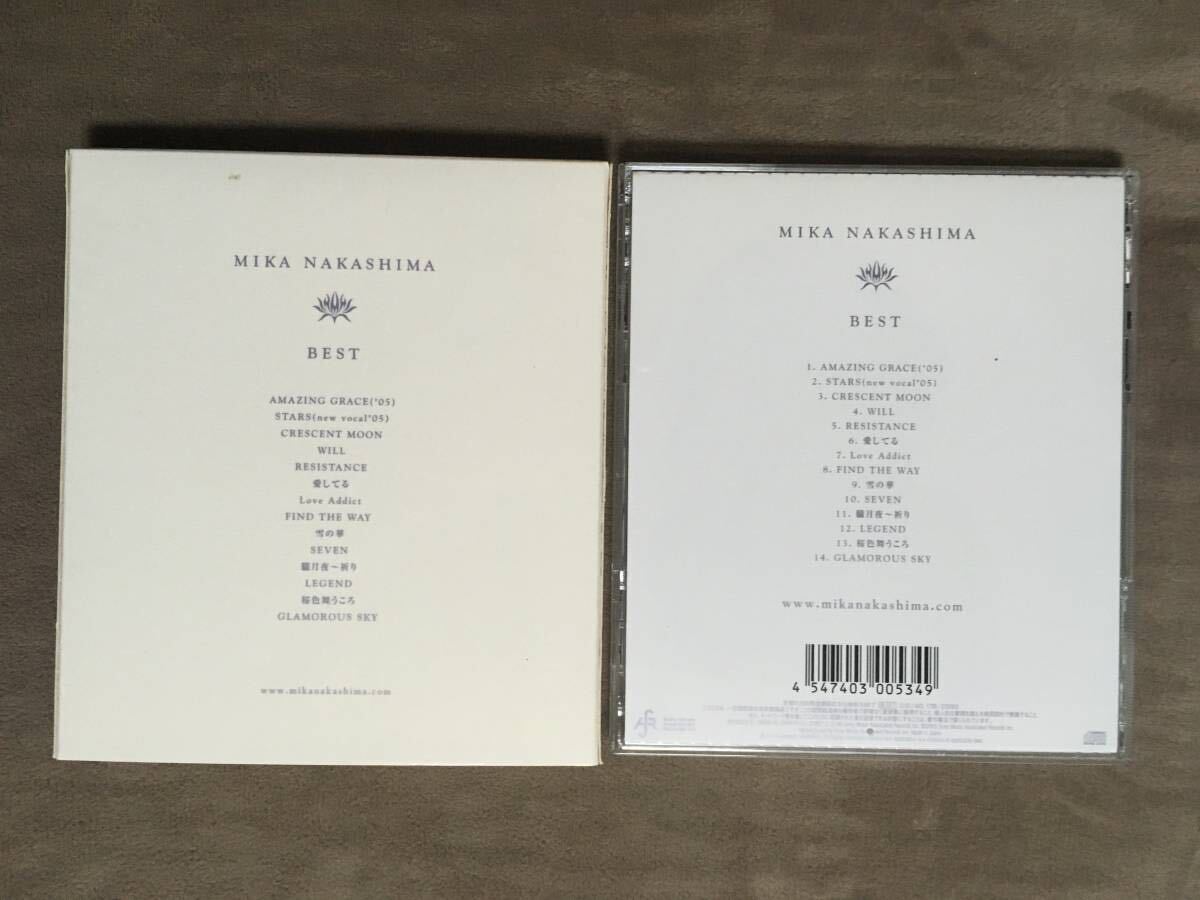 MIKA NAKASHIMA
BEST
AMAZING GRACE('05)
STARS(new vocal'05)
CRESCENT MOON
WILL
RESISTANCE
愛してる
Love Addict
FIND THE WAY
雪の華
SEVEN
朧月夜～祈り
LEGEND
桜色舞うころ
GLAMOROUS SKY
www.mikanakashima.com
MIKA NAKASHIMA
BEST
1. AMAZING GRACE('05)
2. STARS(new vocal'05)
3. CRESCENT MOON
4. WILL
5. RESISTANCE
6. 愛してる
7. Love Addict
8. FIND THE WAY
9. 雪の華
10. SEVEN
11. 朧月夜～祈り
12. LEGEND
13. 桜色舞うころ
14. GLAMOROUS SKY
www.mikanakashima.com
4 547403 005349